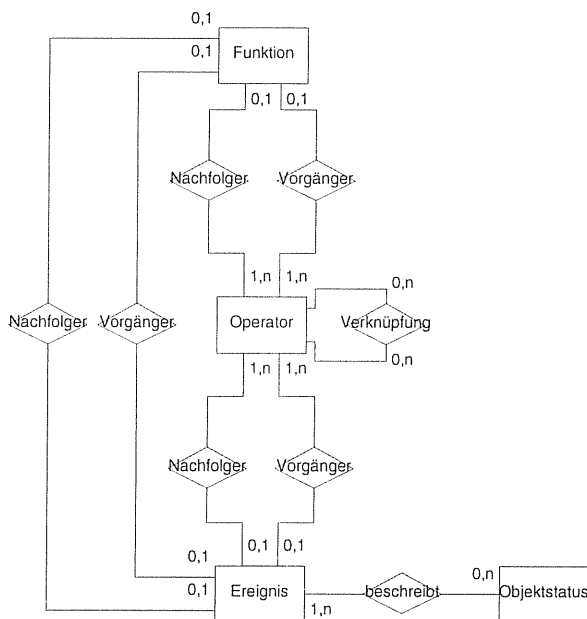 0,1
0,1
Funktion
0,1 0,1
Nachfolger Vorgänger
1,n 1,n
0,n
Nachfolger Vorgänger Operator Verknüpfung
0,n
1,n 1,n
Nachfolger Vorgänger
0,1 0,1
0,1
0,1
Ereignis
1,n
beschreibt
0,n
Objektstatus